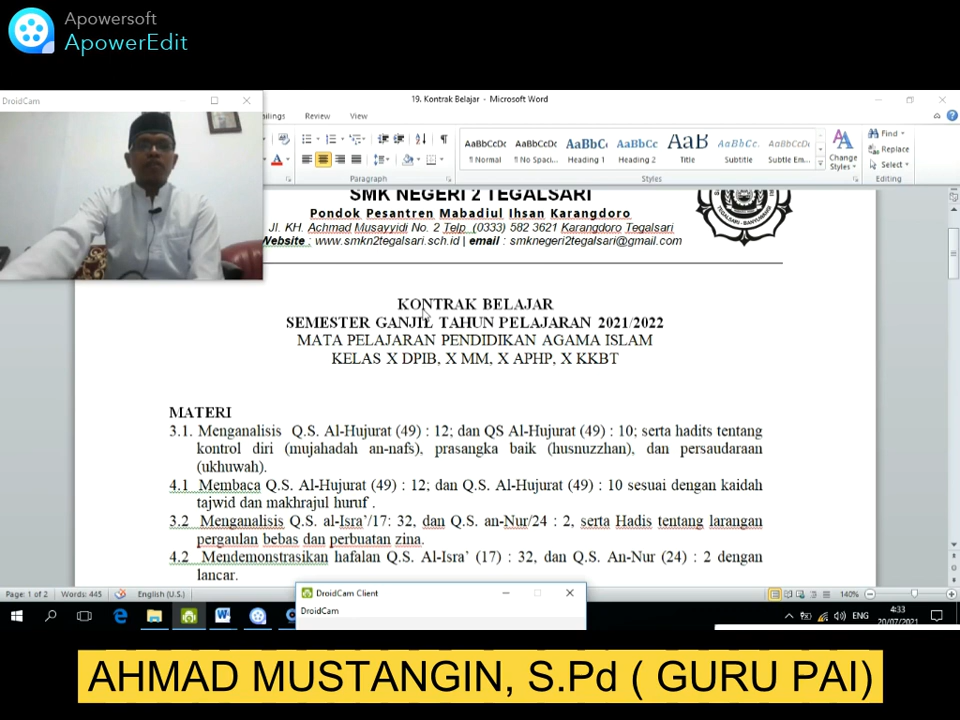 Apowersoft
ApowerEdit
DroidCam
19. Kontrak Belajar - Microsoft Word
ilings Review View
AaBbCcDc AaBbCcDc AaBbC AaBbCc AaB AaBbCc. AaBbCcDc
¶ Normal ¶ No Spaci... Heading 1 Heading 2 Title Subtitle Subtle Em...
Change Styles
Find
Replace
Select
Paragraph Styles Editing
SMK NEGERI 2 TEGALSARI
Pondok Pesantren Mabadiul Ihsan Karangdoro
Jl. KH. Achmad Musayyidi No. 2 Telp (0333) 582 3621 Karangdoro Tegalsari
Website : www.smkn2tegalsari.sch.id | email : smknegeri2tegalsari@gmail.com
KONTRAK BELAJAR
SEMESTER GANJIL TAHUN PELAJARAN 2021/2022
MATA PELAJARAN PENDIDIKAN AGAMA ISLAM
KELAS X DPIB, X MM, X APHP, X KKBT
MATERI
3.1. Menganalisis Q.S. Al-Hujurat (49) : 12; dan QS Al-Hujurat (49) : 10; serta hadits tentang
kontrol diri (mujahadah an-nafs), prasangka baik (husnuzzhan), dan persaudaraan
(ukhuwah).
4.1 Membaca Q.S. Al-Hujurat (49) : 12; dan Q.S. Al-Hujurat (49) : 10 sesuai dengan kaidah
tajwid dan makhrajul huruf .
3.2 Menganalisis Q.S. al-Isra'/17: 32, dan Q.S. an-Nur/24 : 2, serta Hadis tentang larangan
pergaulan bebas dan perbuatan zina.
4.2 Mendemonstrasikan hafalan Q.S. Al-Isra' (17) : 32, dan Q.S. An-Nur (24) : 2 dengan
lancar.
Page: 1 of 2 Words: 445 English (U.S.) 140%
DroidCam Client
DroidCam
ENG
4:33
20/07/2021
AHMAD MUSTANGIN, S.Pd ( GURU PAI)